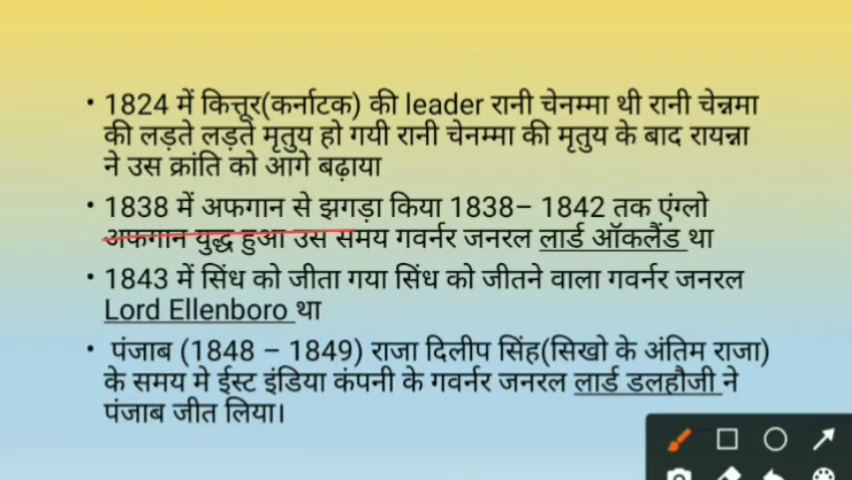 • 1824 में कित्तूर(कर्नाटक) की leader रानी चेनम्मा थी रानी चेन्नमा
की लड़ते लड़ते मृतुय हो गयी रानी चेनम्मा की मृतुय के बाद रायन्ना
ने उस क्रांति को आगे बढ़ाया
• 1838 में अफगान से झगड़ा किया 1838– 1842 तक एंग्लो
अफगान युद्ध हुआ उस समय गवर्नर जनरल लार्ड ऑकलैंड था
• 1843 में सिंध को जीता गया सिंध को जीतने वाला गवर्नर जनरल
Lord Ellenboro था
• पंजाब (1848 – 1849) राजा दिलीप सिंह(सिखो के अंतिम राजा)
के समय मे ईस्ट इंडिया कंपनी के गवर्नर जनरल लार्ड डलहौजी ने
पंजाब जीत लिया।